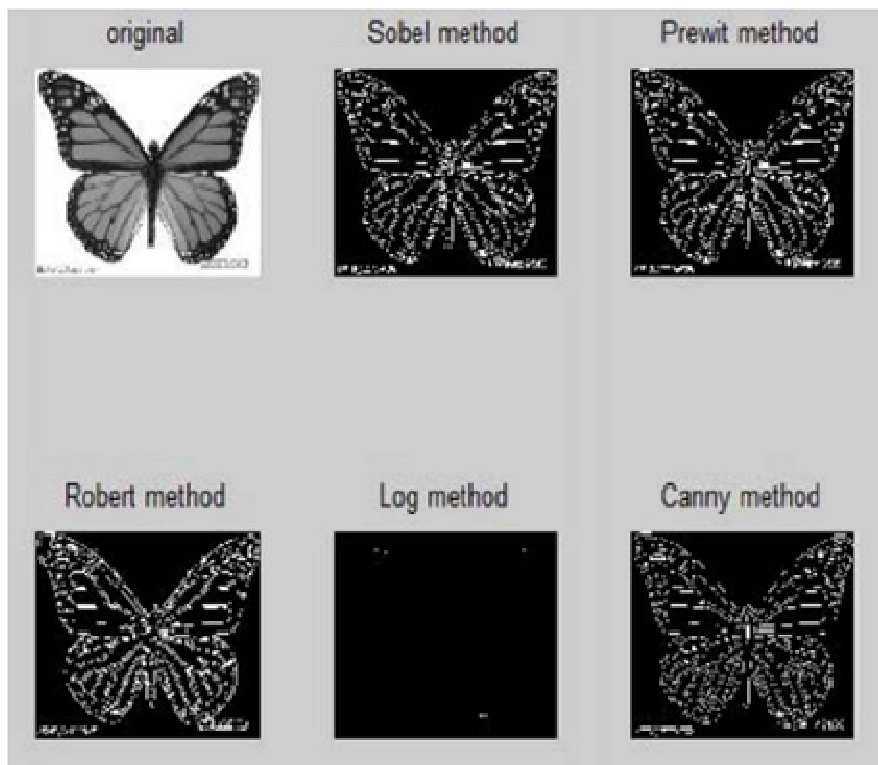 original
Sobel method
Prewit method
Robert method
Log method
Canny method